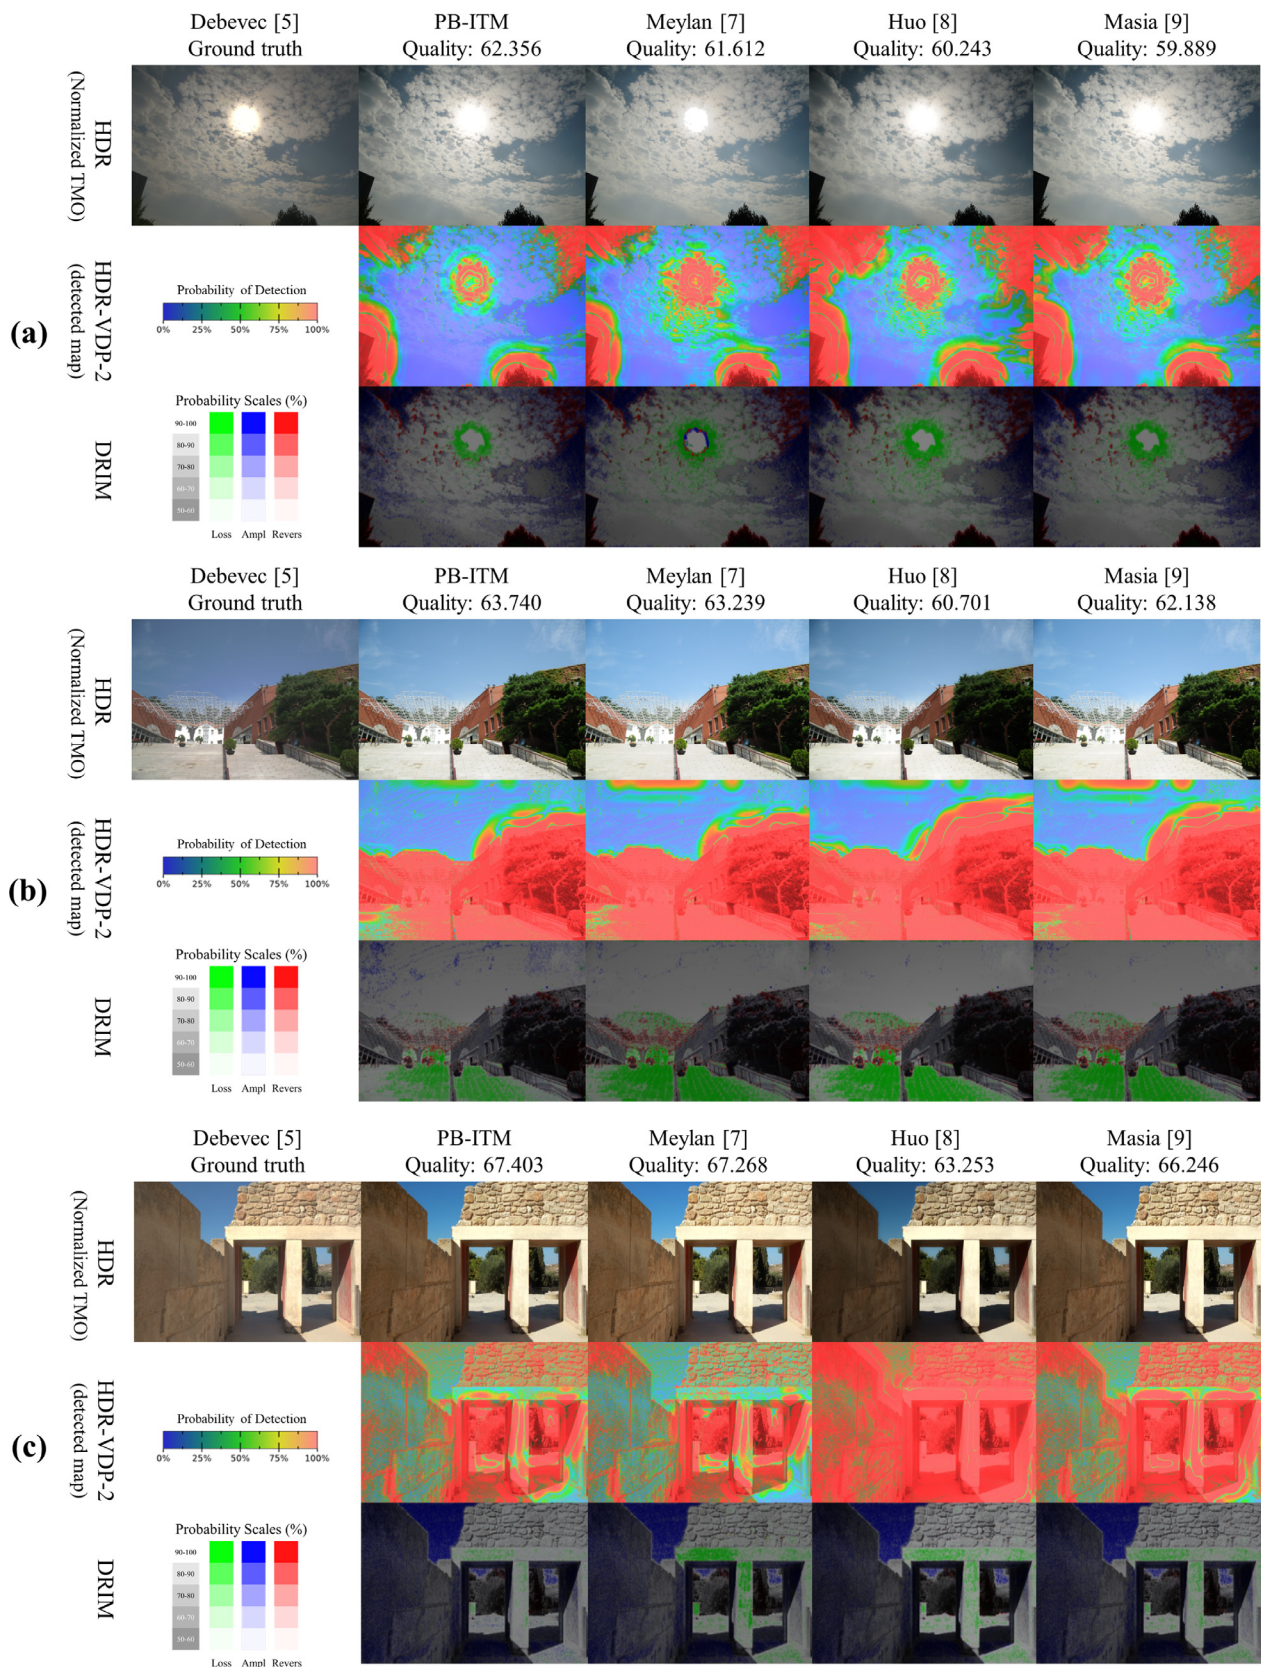 Debevec [5]
Ground truth
PB-ITM
Quality: 62.356
Meylan [7]
Quality: 61.612
Huo [8]
Quality: 60.243
Masia [9]
Quality: 59.889
(a)
HDR
(Normalized TMO)
HDR-VDP-2
(detected map)
Probability of Detection
0% 25% 50% 75% 100%
DRIM
Probability Scales (%)
90-100
80-90
70-80
60-70
50-60
Loss Ampl Revers
Debevec [5]
Ground truth
PB-ITM
Quality: 63.740
Meylan [7]
Quality: 63.239
Huo [8]
Quality: 60.701
Masia [9]
Quality: 62.138
(b)
HDR
(Normalized TMO)
HDR-VDP-2
(detected map)
Probability of Detection
0% 25% 50% 75% 100%
DRIM
Probability Scales (%)
90-100
80-90
70-80
60-70
50-60
Loss Ampl Revers
Debevec [5]
Ground truth
PB-ITM
Quality: 67.403
Meylan [7]
Quality: 67.268
Huo [8]
Quality: 63.253
Masia [9]
Quality: 66.246
(c)
HDR
(Normalized TMO)
HDR-VDP-2
(detected map)
Probability of Detection
0% 25% 50% 75% 100%
DRIM
Probability Scales (%)
90-100
80-90
70-80
60-70
50-60
Loss Ampl Revers